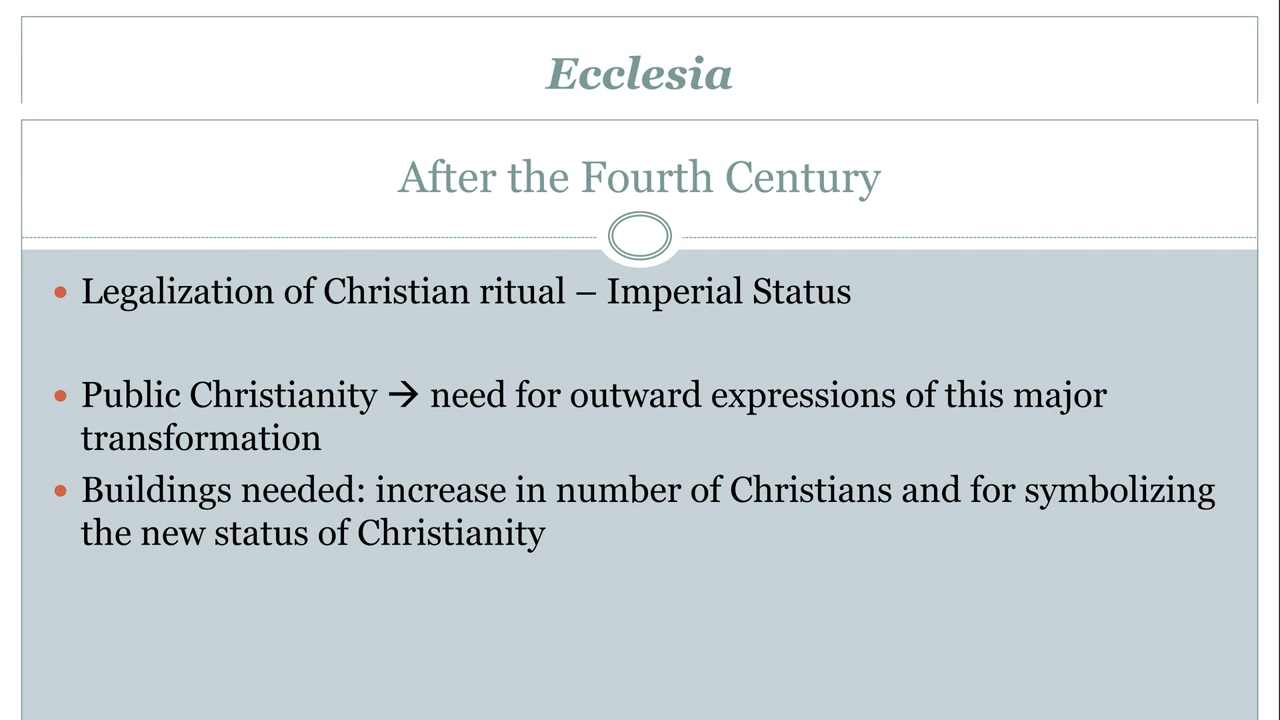 Ecclesia
After the Fourth Century
• Legalization of Christian ritual – Imperial Status
• Public Christianity → need for outward expressions of this major
transformation
• Buildings needed: increase in number of Christians and for symbolizing
the new status of Christianity